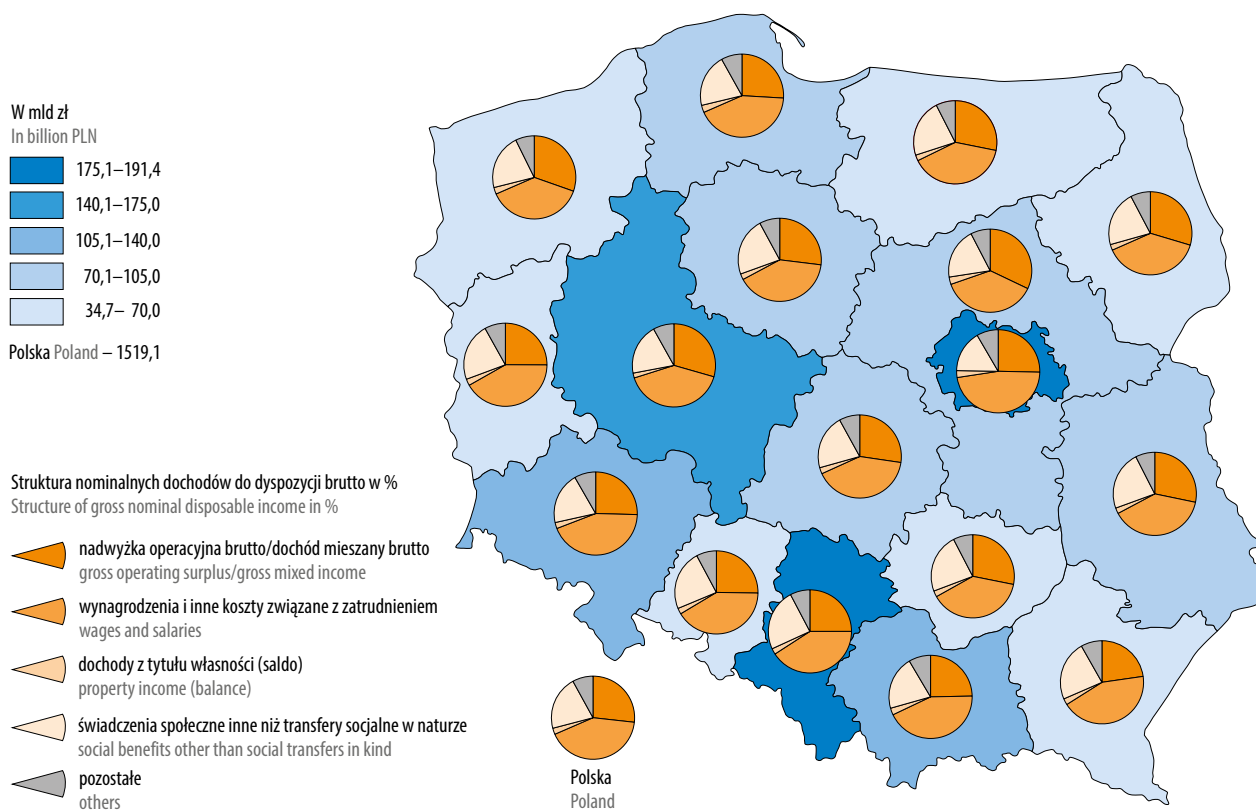 W mld zł
In billion PLN
175,1–191,4
140,1–175,0
105,1–140,0
70,1–105,0
34,7– 70,0
Polska Poland – 1519,1
Struktura nominalnych dochodów do dyspozycji brutto w %
Structure of gross nominal disposable income in %
nadwyżka operacyjna brutto/dochód mieszany brutto
gross operating surplus/gross mixed income
wynagrodzenia i inne koszty związane z zatrudnieniem
wages and salaries
dochody z tytułu własności (saldo)
property income (balance)
świadczenia społeczne inne niż transfery socjalne w naturze
social benefits other than social transfers in kind
pozostałe
others
Polska
Poland